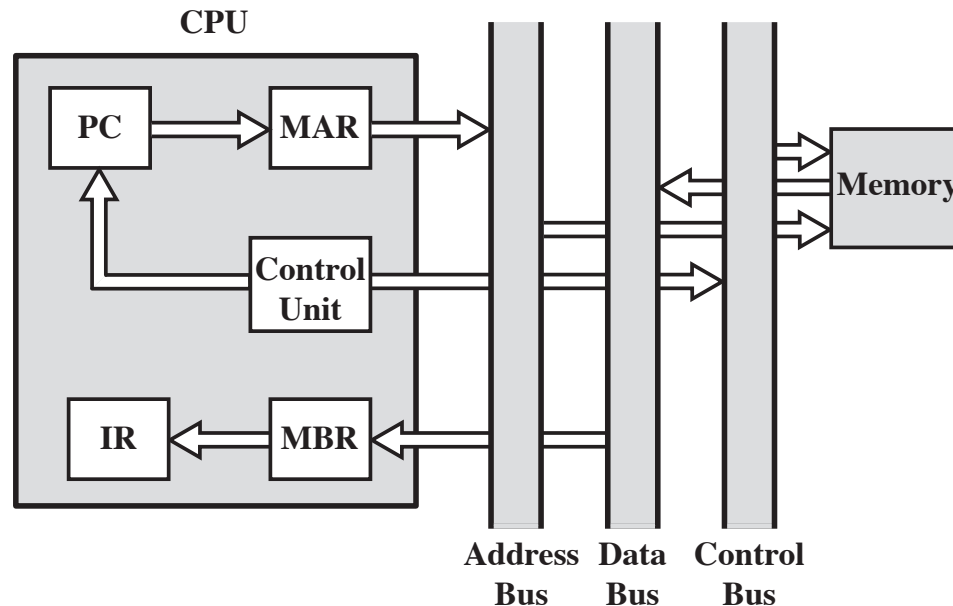 CPU
PC
MAR
Memory
Control
Unit
IR
MBR
Address
Bus
Data
Bus
Control
Bus